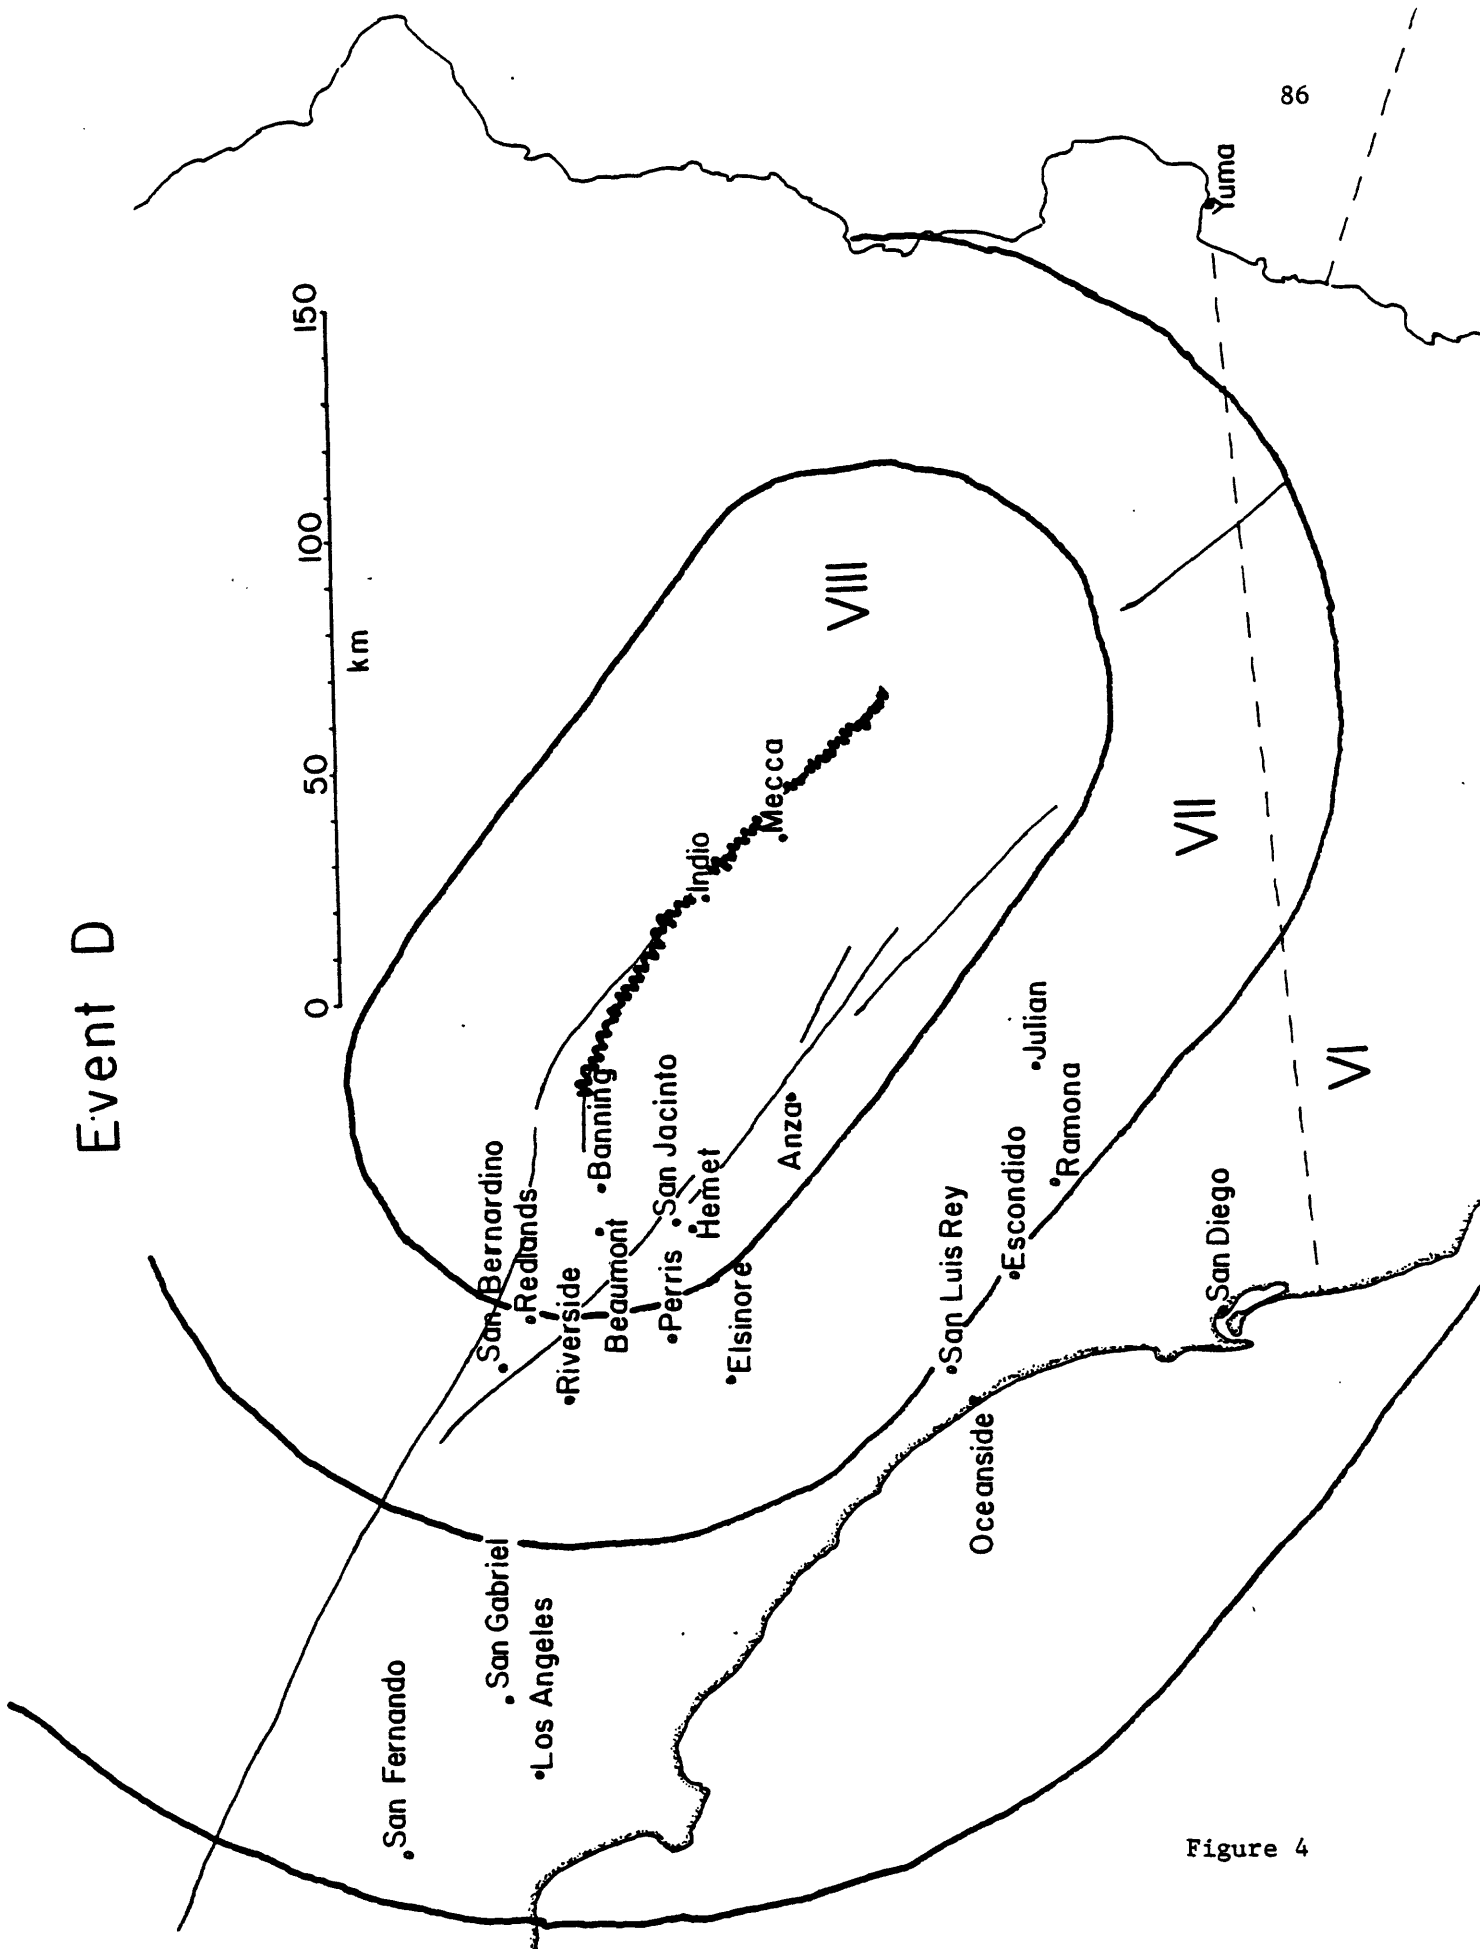 Event D
0 50 100 150
km
86
San Fernando
San Gabriel
Los Angeles
San Bernardino
Redlands
Riverside
Banning
Beaumont
San Jacinto
Perris
Hemet
Elsinore
Anza
Indio
Mecca
VIII
San Luis Rey
Oceanside
Escondido
Julian
Ramona
VII
San Diego
VI
Yuma
Figure 4